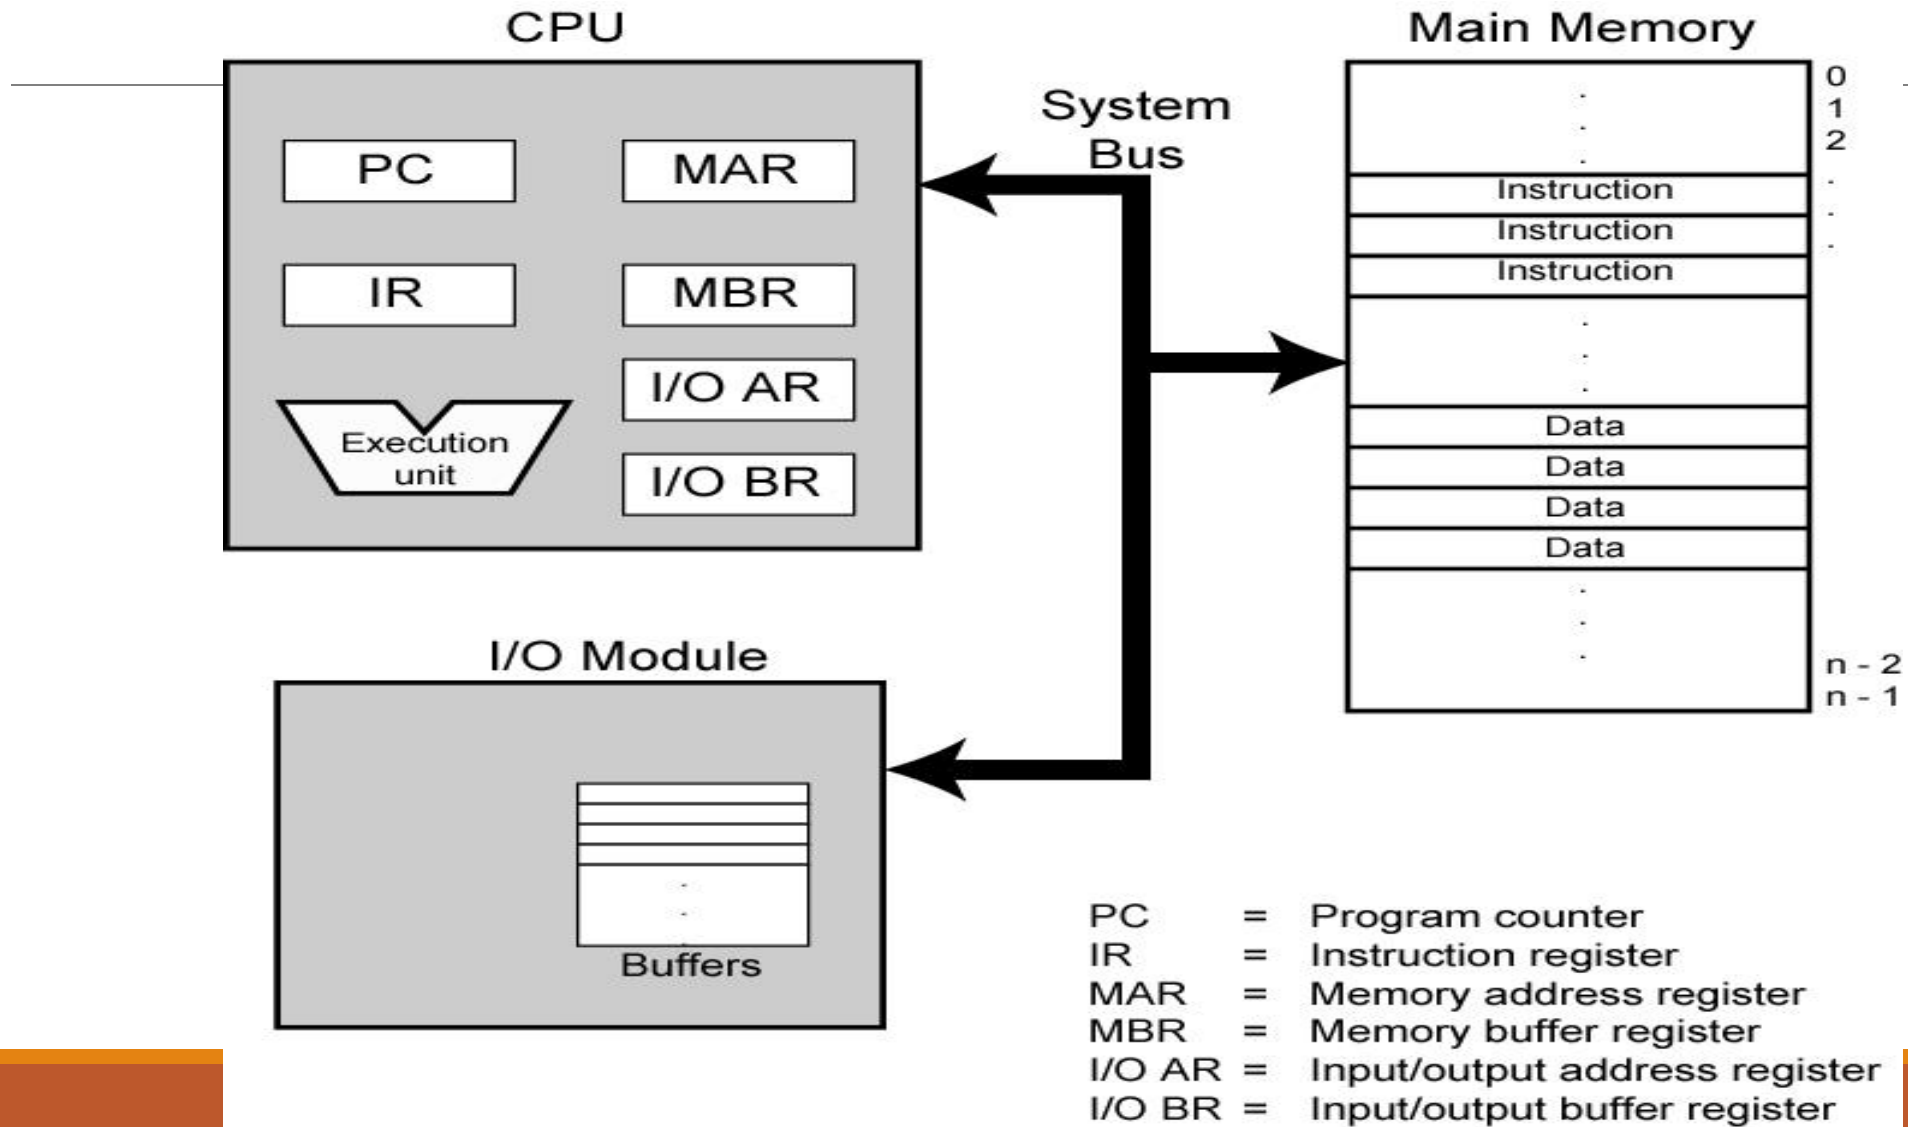 CPU
PC
MAR
IR
MBR
I/O AR
I/O BR
Execution
unit
System
Bus
Main Memory
0
1
2
.
.
.
Instruction
Instruction
Instruction
.
.
.
Data
Data
Data
Data
.
.
.
n - 2
n - 1
I/O Module
Buffers
PC = Program counter
IR = Instruction register
MAR = Memory address register
MBR = Memory buffer register
I/O AR = Input/output address register
I/O BR = Input/output buffer register